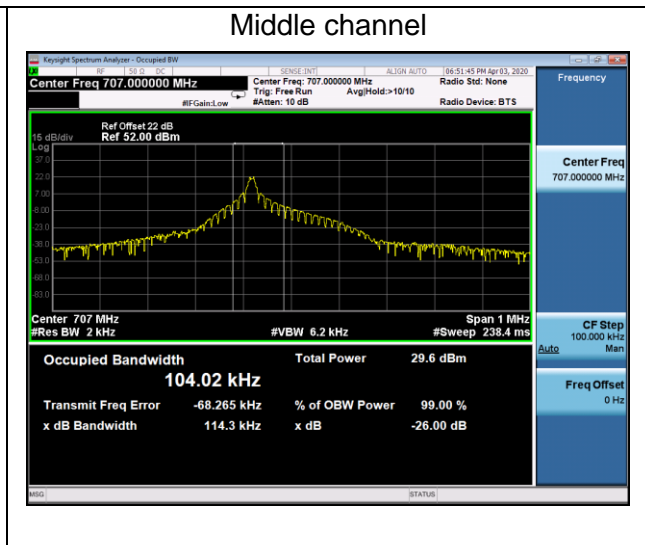 Middle channel
Keysight Spectrum Analyzer - Occupied BW
RF 50 Ω DC SENSE:INT ALIGN AUTO 06:51:45 PM Apr 03, 2020
Center Freq 707.000000 MHz
Center Freq: 707.000000 MHz Radio Std: None
Trig: Free Run Avg|Hold:>10/10
#IFGain:Low #Atten: 10 dB Radio Device: BTS
Frequency
Ref Offset 22 dB
15 dB/div Ref 52.00 dBm
Log
37.0
22.0
7.00
-8.00
-23.0
-38.0
-53.0
-68.0
-83.0
Center 707 MHz Span 1 MHz
#Res BW 2 kHz #VBW 6.2 kHz #Sweep 238.4 ms
Occupied Bandwidth Total Power 29.6 dBm
104.02 kHz
Transmit Freq Error -68.265 kHz % of OBW Power 99.00 %
x dB Bandwidth 114.3 kHz x dB -26.00 dB
Center Freq
707.000000 MHz
CF Step
100.000 kHz
Auto Man
Freq Offset
0 Hz
MSG STATUS